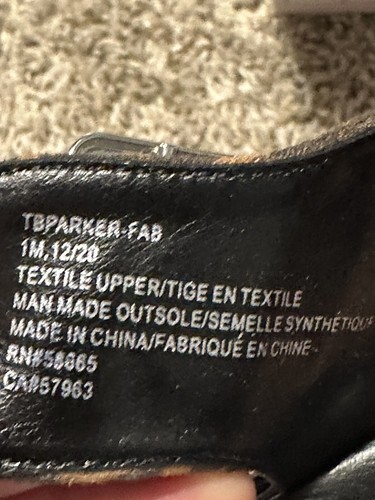 TBPARKER-FAB
1M,12/20
TEXTILE UPPER/TIGE EN TEXTILE
MAN MADE OUTSOLE/SEMELLE SYNTHÉTIQUE
MADE IN CHINA/FABRIQUÉ EN CHINE
RN#58665
CA#57963